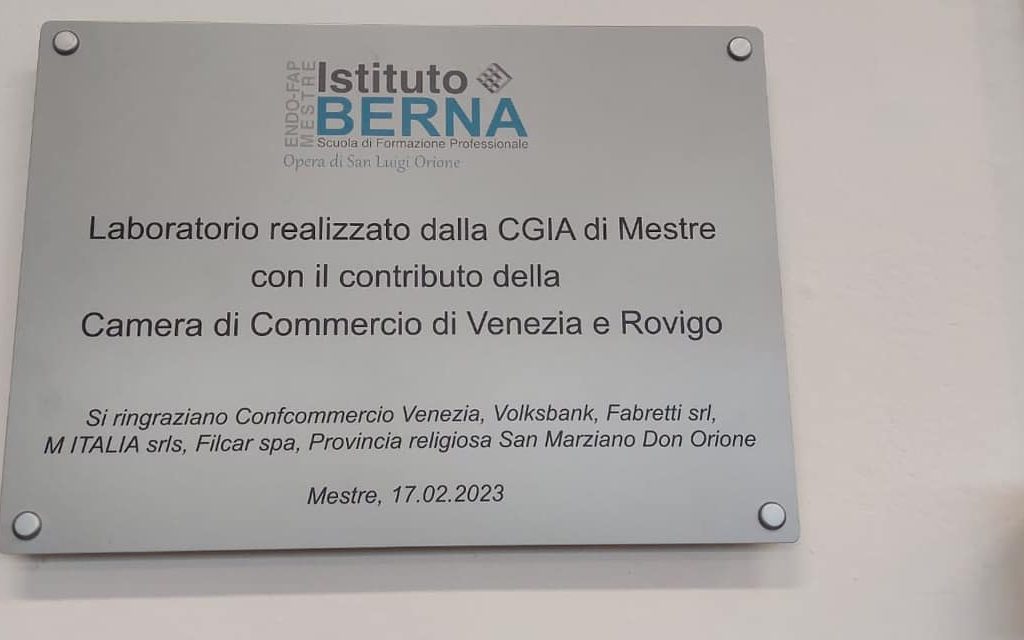 ENDO-FAP
MESTRE
Istituto
BERNA
Scuola di Formazione Professionale
Opera di San Luigi Orione
Laboratorio realizzato dalla CGIA di Mestre
con il contributo della
Camera di Commercio di Venezia e Rovigo
Si ringraziano Confcommercio Venezia, Volksbank, Fabretti srl,
M ITALIA srls, Filcar spa, Provincia religiosa San Marziano Don Orione
Mestre, 17.02.2023